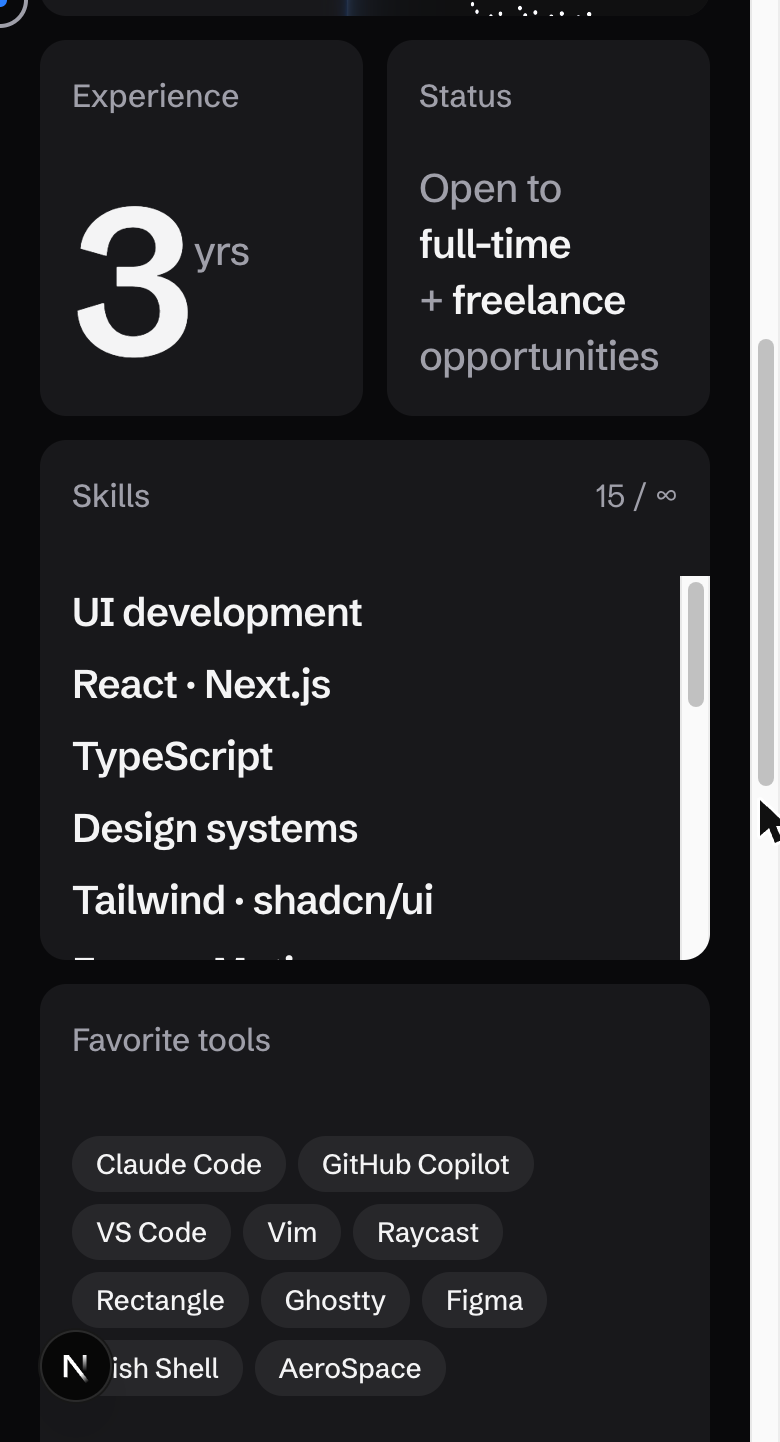 Experience
3 yrs
Status
Open to
full-time
+ freelance
opportunities
Skills
15 / ∞
UI development
React · Next.js
TypeScript
Design systems
Tailwind · shadcn/ui
Favorite tools
Claude Code
GitHub Copilot
VS Code
Vim
Raycast
Rectangle
Ghostty
Figma
N
ish Shell
AeroSpace